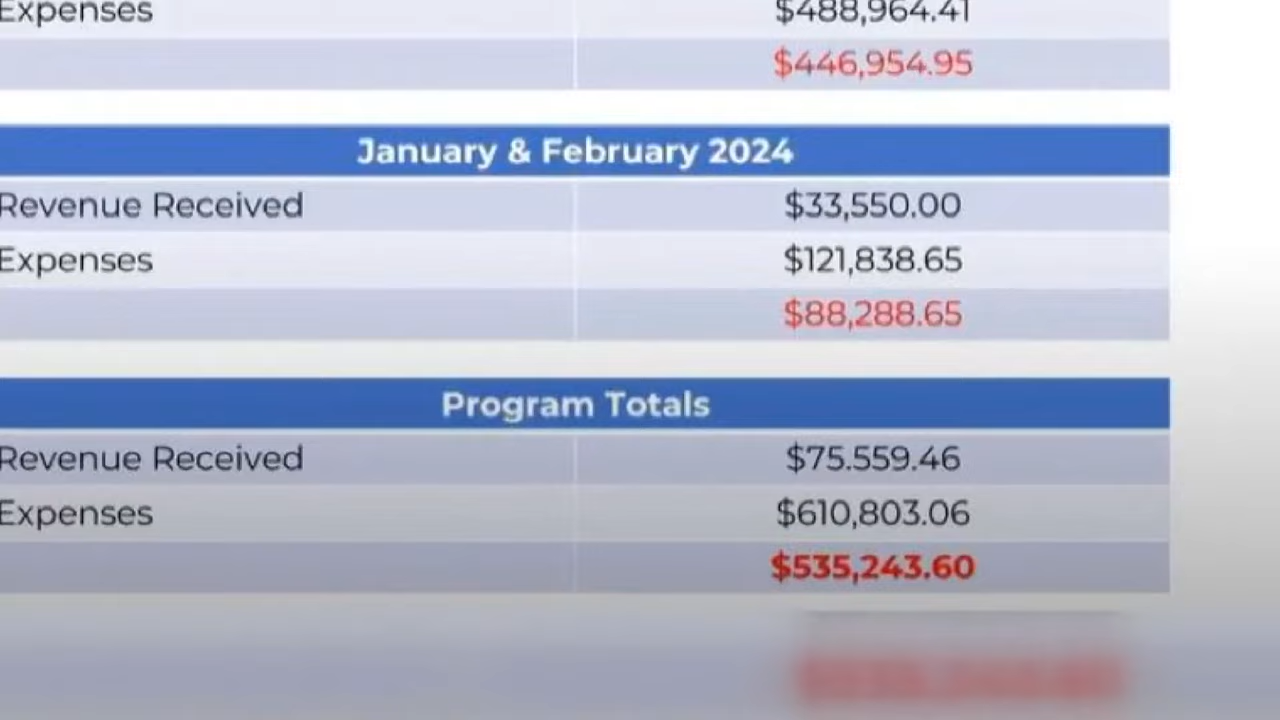 Expenses $488,964.41
$446,954.95
January & February 2024
Revenue Received $33,550.00
Expenses $121,838.65
$88,288.65
Program Totals
Revenue Received $75.559.46
Expenses $610,803.06
$535,243.60